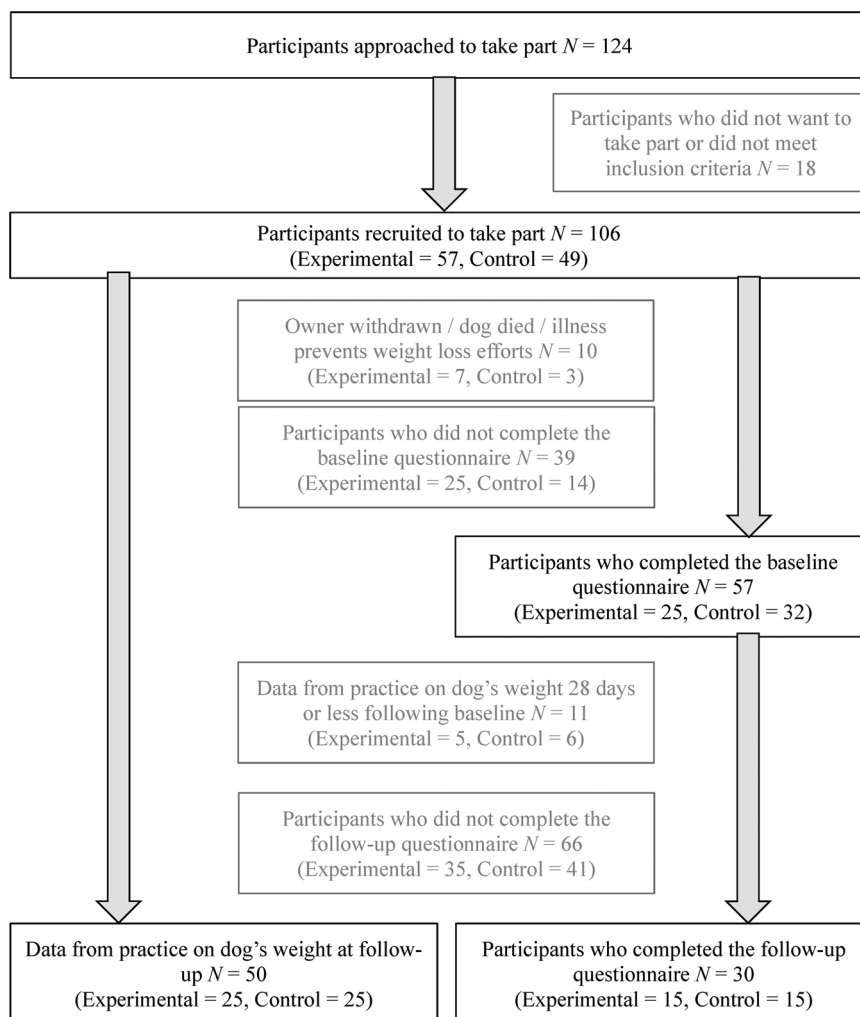 Participants approached to take part N = 124
Participants who did not want to
take part or did not meet
inclusion criteria N = 18
Participants recruited to take part N = 106
(Experimental = 57, Control = 49)
Owner withdrawn / dog died / illness
prevents weight loss efforts N = 10
(Experimental = 7, Control = 3)
Participants who did not complete the
baseline questionnaire N = 39
(Experimental = 25, Control = 14)
Participants who completed the baseline
questionnaire N = 57
(Experimental = 25, Control = 32)
Data from practice on dog’s weight 28 days
or less following baseline N = 11
(Experimental = 5, Control = 6)
Participants who did not complete the
follow-up questionnaire N = 66
(Experimental = 35, Control = 41)
Data from practice on dog’s weight at follow-
up N = 50
(Experimental = 25, Control = 25)
Participants who completed the follow-up
questionnaire N = 30
(Experimental = 15, Control = 15)